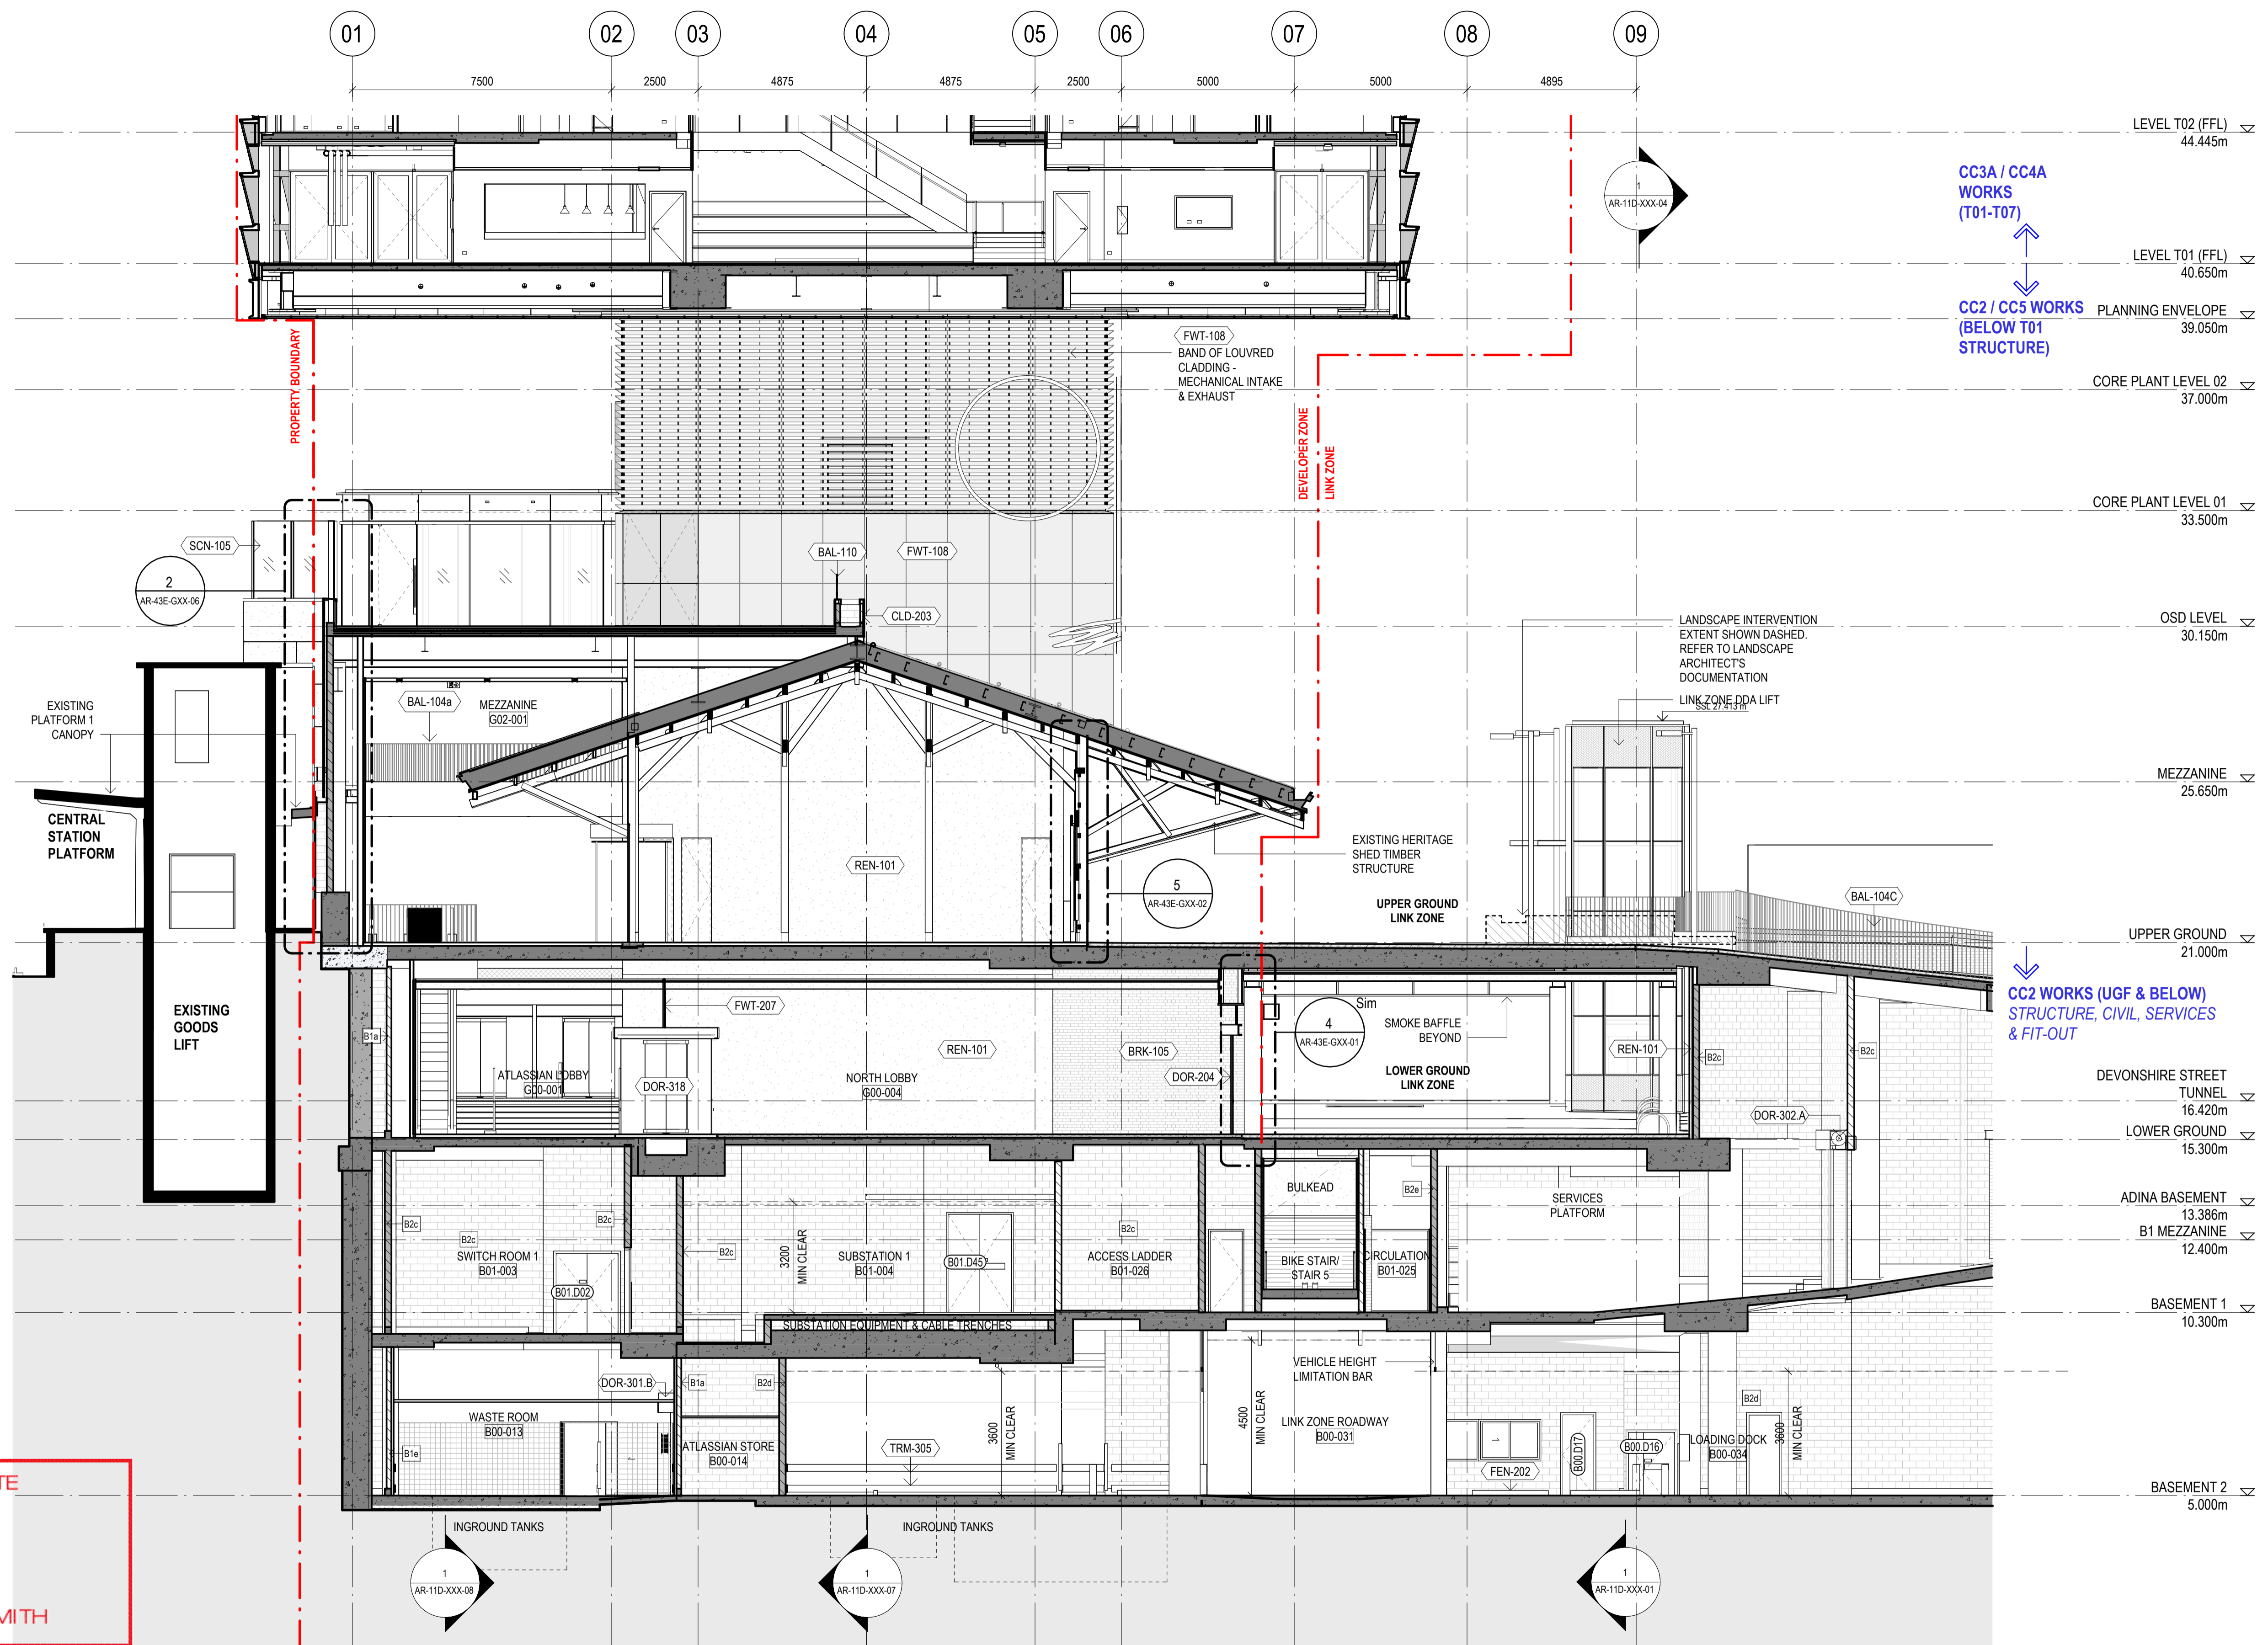 01
02
03
04
05
06
07
08
09
7500
2500
4875
4875
2500
5000
5000
4895
LEVEL T02 (FFL)
44.445m
1
AR-11D-XXX-04
CC3A / CC4A
WORKS
(T01-T07)
LEVEL T01 (FFL)
40.650m
CC2 / CC5 WORKS
(BELOW T01
STRUCTURE)
PLANNING ENVELOPE
39.050m
PROPERTY BOUNDARY
FWT-108
BAND OF LOUVRED
CLADDING -
MECHANICAL INTAKE
& EXHAUST
CORE PLANT LEVEL 02
37.000m
DEVELOPER ZONE
LINK ZONE
CORE PLANT LEVEL 01
33.500m
SCN-105
2
AR-43E-GXX-06
BAL-110
FWT-108
CLD-203
LANDSCAPE INTERVENTION
EXTENT SHOWN DASHED.
REFER TO LANDSCAPE
ARCHITECT'S
DOCUMENTATION
OSD LEVEL
30.150m
LINK ZONE DDA LIFT
SSL 27.413 m
EXISTING
PLATFORM 1
CANOPY
BAL-104a
MEZZANINE
G02-001
MEZZANINE
25.650m
CENTRAL
STATION
PLATFORM
REN-101
EXISTING HERITAGE
SHED TIMBER
STRUCTURE
5
AR-43E-GXX-02
UPPER GROUND
LINK ZONE
BAL-104C
UPPER GROUND
21.000m
EXISTING
GOODS
LIFT
CC2 WORKS (UGF & BELOW)
STRUCTURE, CIVIL, SERVICES
& FIT-OUT
FWT-207
Sim
4
AR-43E-GXX-01
SMOKE BAFFLE
BEYOND
B1a
REN-101
BRK-105
REN-101
B2c
B2c
ATLASSIAN LOBBY
G00-001
DOR-318
NORTH LOBBY
G00-004
DOR-204
LOWER GROUND
LINK ZONE
DEVONSHIRE STREET
TUNNEL
16.420m
DOR-302.A
LOWER GROUND
15.300m
BULKEAD
B2e
SERVICES
PLATFORM
ADINA BASEMENT
13.386m
B2c
B2c
B2c
B2c
B2c
B1 MEZZANINE
12.400m
SWITCH ROOM 1
B01-003
B01.D02
3200
MIN CLEAR
SUBSTATION 1
B01-004
B01.D45
ACCESS LADDER
B01-026
BIKE STAIR/
STAIR 5
CIRCULATION
B01-025
BASEMENT 1
10.300m
SUBSTATION EQUIPMENT & CABLE TRENCHES
DOR-301.B
B1a
B2d
VEHICLE HEIGHT
LIMITATION BAR
B2d
WASTE ROOM
B00-013
B1e
ATLASSIAN STORE
B00-014
TRM-305
3600
MIN CLEAR
4500
MIN CLEAR
LINK ZONE ROADWAY
B00-031
FEN-202
B00.D17
B00.D16
LOADING DOCK
B00-034
3600
MIN CLEAR
BASEMENT 2
5.000m
INGROUND TANKS
INGROUND TANKS
1
AR-11D-XXX-08
1
AR-11D-XXX-07
1
AR-11D-XXX-01
TE
MITH